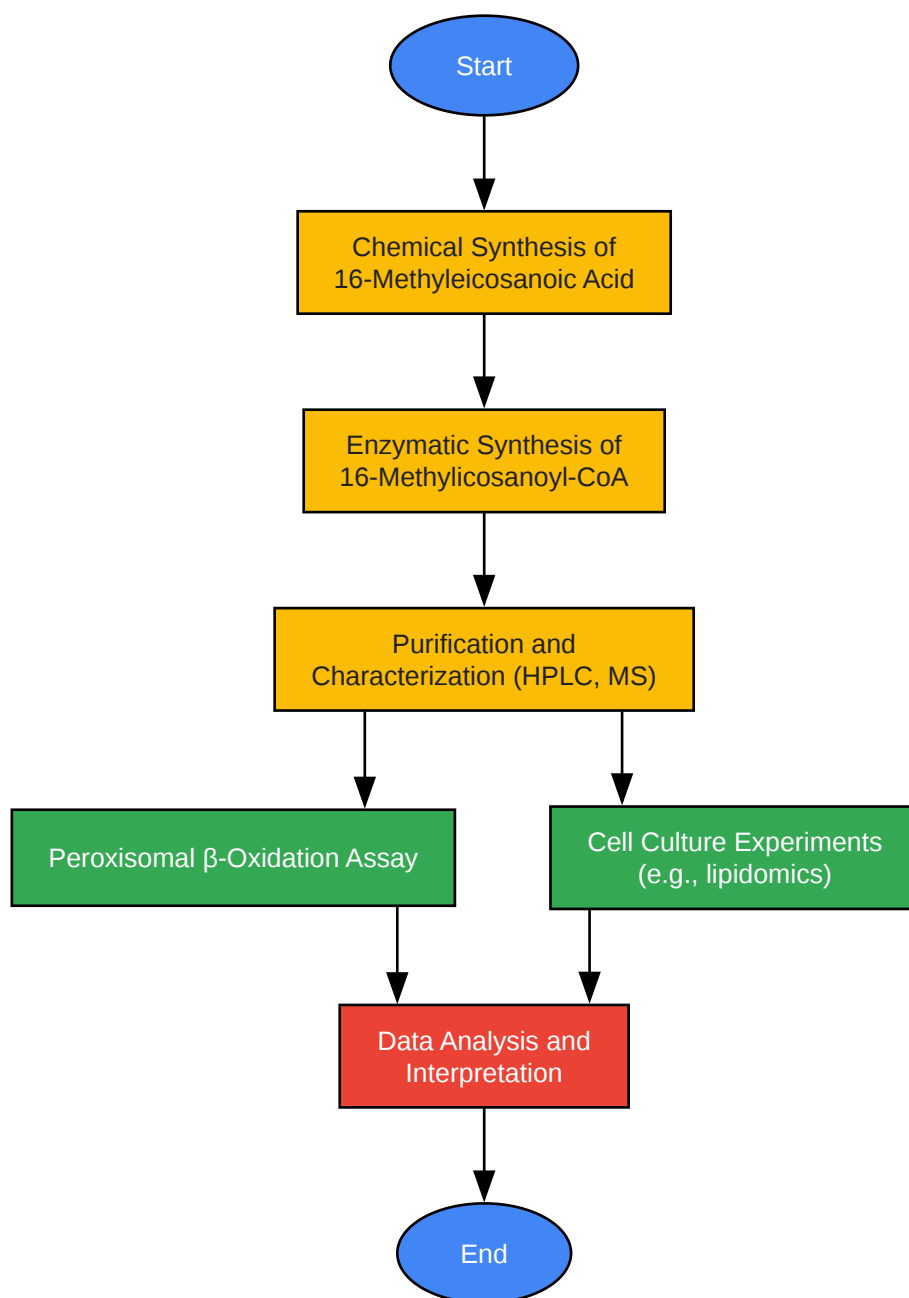 Start
Chemical Synthesis of
16-Methyleicosanoic Acid
Enzymatic Synthesis of
16-Methylicosanoyl-CoA
Purification and
Characterization (HPLC, MS)
Peroxisomal β-Oxidation Assay
Cell Culture Experiments
(e.g., lipidomics)
Data Analysis and
Interpretation
End